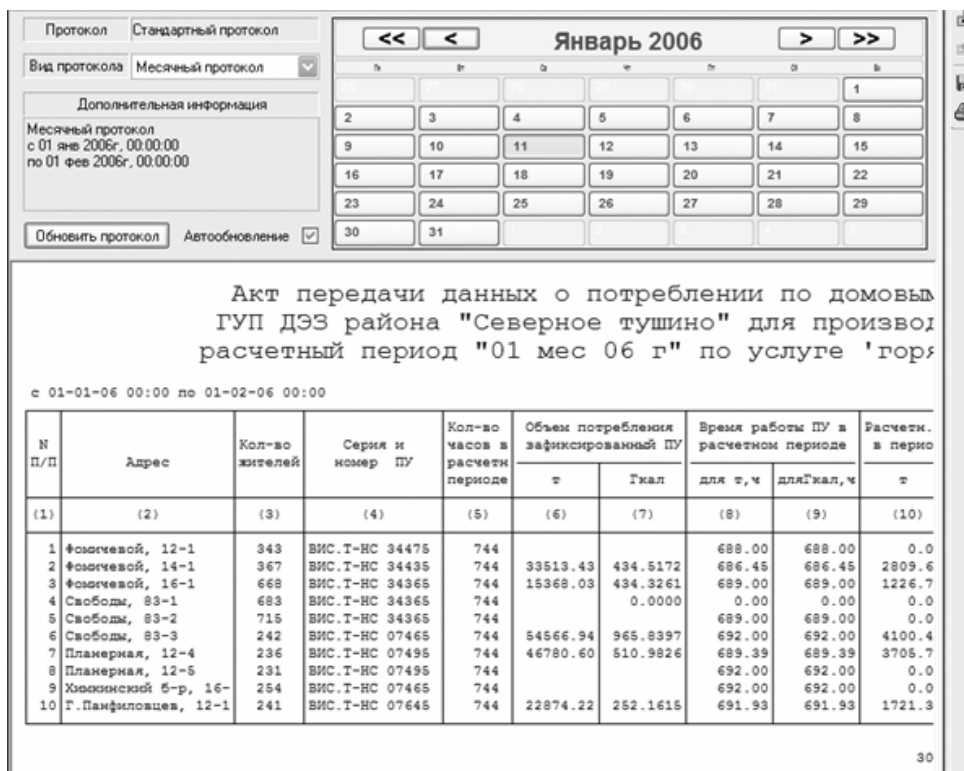 Протокол Стандартный протокол
Вид протокола Месячный протокол
Дополнительная информация
Месячный протокол
с 01 янв 2006г, 00:00:00
по 01 фев 2006г, 00:00:00
Обновить протокол Автообновление
<< < Январь 2006 > >>
1
2 3 4 5 6 7 8
9 10 11 12 13 14 15
16 17 18 19 20 21 22
23 24 25 26 27 28 29
30 31
Акт передачи данных о потреблении по домовым
ГУП ДЭЗ района "Северное тушино" для производ
расчетный период "01 мес 06 г" по услуге 'горя
с 01-01-06 00:00 по 01-02-06 00:00
N П/П Адрес Кол-во жителей Серия и номер ПУ Кол-во часов в расчетн периоде Объем потребления зафиксированный ПУ Время работы ПУ в расчетном периоде Расчетн. в перио
т Гкал для т,ч дляГкал,ч т
(1) (2) (3) (4) (5) (6) (7) (8) (9) (10)
1 Фомичевой, 12-1 343 ВИС.Т-НС 34475 744 688.00 688.00 0.0
2 Фомичевой, 14-1 367 ВИС.Т-НС 34435 744 33513.43 434.5172 686.45 686.45 2809.6
3 Фомичевой, 16-1 668 ВИС.Т-НС 34365 744 15368.03 434.3261 689.00 689.00 1226.7
4 Свободы, 83-1 683 ВИС.Т-НС 34365 744 0.0000 0.00 0.00 0.0
5 Свободы, 83-2 715 ВИС.Т-НС 34365 744 689.00 689.00 0.0
6 Свободы, 83-3 242 ВИС.Т-НС 07465 744 54566.94 965.8397 692.00 692.00 4100.4
7 Планерная, 12-4 236 ВИС.Т-НС 07495 744 46780.60 510.9826 689.39 689.39 3705.7
8 Планерная, 12-5 231 ВИС.Т-НС 07495 744 692.00 692.00 0.0
9 Химкинский б-р, 16- 254 ВИС.Т-НС 07465 744 692.00 692.00 0.0
10 Г.Панфиловцев, 12-1 241 ВИС.Т-НС 07645 744 22874.22 252.1615 691.93 691.93 1721.3
30